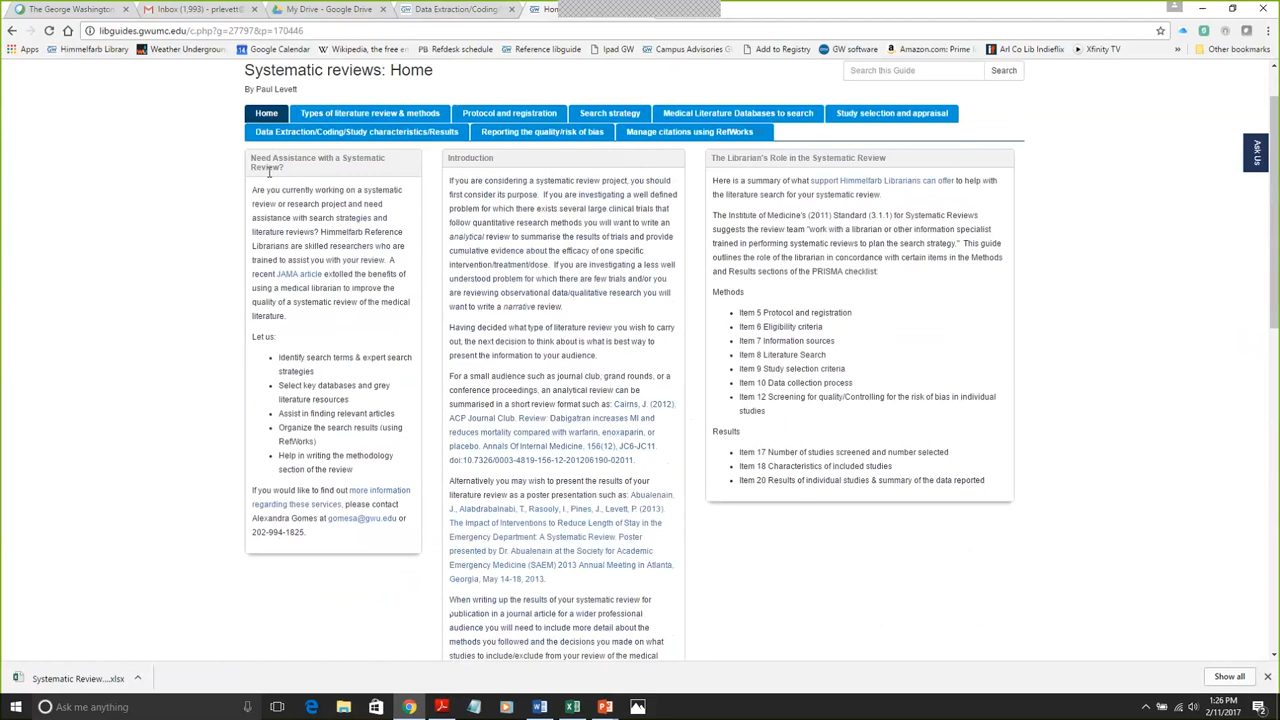 The George Washington
Inbox (1,993) - prlevett@
My Drive - Google Drive
Data Extraction/Coding/
Ho
libguides.gwumc.edu/c.php?g=27797&p=170446
Apps
Himmelfarb Library
Weather Underground
Google Calendar
Wikipedia, the free en
Refdesk schedule
Reference libguide
Ipad GW
Campus Advisories G
Add to Registry
GW software
Amazon.com: Prime
Arl Co Lab Indieflix
Xfinity TV
Other bookmarks
Systematic reviews: Home
Search this Guide
Search
By Paul Levett
Home
Types of literature review & methods
Protocol and registration
Search strategy
Medical Literature Databases to search
Study selection and appraisal
Data Extraction/Coding/Study characteristics/Results
Reporting the quality/risk of bias
Manage citations using RefWorks
Ask Us
Need Assistance with a Systematic
Review?
Are you currently working on a systematic
review or research project and need
assistance with search strategies and
literature reviews? Himmelfarb Reference
Librarians are skilled researchers who are
trained to assist you with your review. A
recent JAMA article extolled the benefits of
using a medical librarian to improve the
quality of a systematic review of the medical
literature.
Let us:
• Identify search terms & expert search
strategies
• Select key databases and grey
literature resources
• Assist in finding relevant articles
• Organize the search results (using
RefWorks)
• Help in writing the methodology
section of the review
If you would like to find out more information
regarding these services, please contact
Alexandra Gomes at gomesa@gwu.edu or
202-994-1825.
Introduction
If you are considering a systematic review project, you should
first consider its purpose. If you are investigating a well defined
problem for which there exists several large clinical trials that
follow quantitative research methods you will want to write an
analytical review to summarise the results of trials and provide
cumulative evidence about the efficacy of one specific
intervention/treatment/dose. If you are investigating a less well
understood problem for which there are few trials and/or you
are reviewing observational data/qualitative research you will
want to write a narrative review.
Having decided what type of literature review you wish to carry
out, the next decision to think about is what is best way to
present the information to your audience.
For a small audience such as journal club, grand rounds, or a
conference proceedings, an analytical review can be
summarised in a short review format such as: Cairns, J. (2012).
ACP Journal Club. Review: Dabigatran increases MI and
reduces mortality compared with warfarin, enoxaparin, or
placebo. Annals Of Internal Medicine. 156(12), JC6-JC11.
doi:10.7326/0003-4819-156-12-201206190-02011.
Alternatively you may wish to present the results of your
literature review as a poster presentation such as: Abualenain,
J., Alabdrabalnabi, T., Rasooly, I., Pines, J., Levett, P. (2013).
The Impact of Interventions to Reduce Length of Stay in the
Emergency Department: A Systematic Review. Poster
presented by Dr. Abualenain at the Society for Academic
Emergency Medicine (SAEM) 2013 Annual Meeting in Atlanta,
Georgia, May 14-18, 2013.
When writing up the results of your systematic review for
publication in a journal article for a wider professional
audience you will need to include more detail about the
methods you followed and the decisions you made on what
studies to include/exclude from your review of the medical
The Librarian's Role in the Systematic Review
Here is a summary of what support Himmelfarb Librarians can offer to help with
the literature search for your systematic review.
The Institute of Medicine's (2011) Standard (3.1.1) for Systematic Reviews
suggests the review team "work with a librarian or other information specialist
trained in performing systematic reviews to plan the search strategy." This guide
outlines the role of the librarian in concordance with certain items in the Methods
and Results sections of the PRISMA checklist:
Methods
• Item 5 Protocol and registration
• Item 6 Eligibility criteria
• Item 7 Information sources
• Item 8 Literature Search
• Item 9 Study selection criteria
• Item 10 Data collection process
• Item 12 Screening for quality/Controlling for the risk of bias in individual
studies
Results
• Item 17 Number of studies screened and number selected
• Item 18 Characteristics of included studies
• Item 20 Results of individual studies & summary of the data reported
Systematic Review....xlsx
Show all
Ask me anything
1:26 PM
2/11/2017